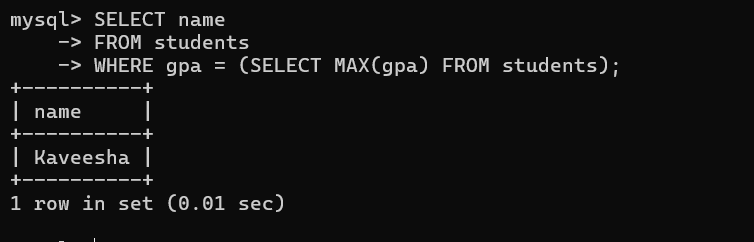 mysql> SELECT name
    -> FROM students
    -> WHERE gpa = (SELECT MAX(gpa) FROM students);
+----------+
| name     |
+----------+
| Kaveesha |
+----------+
1 row in set (0.01 sec)